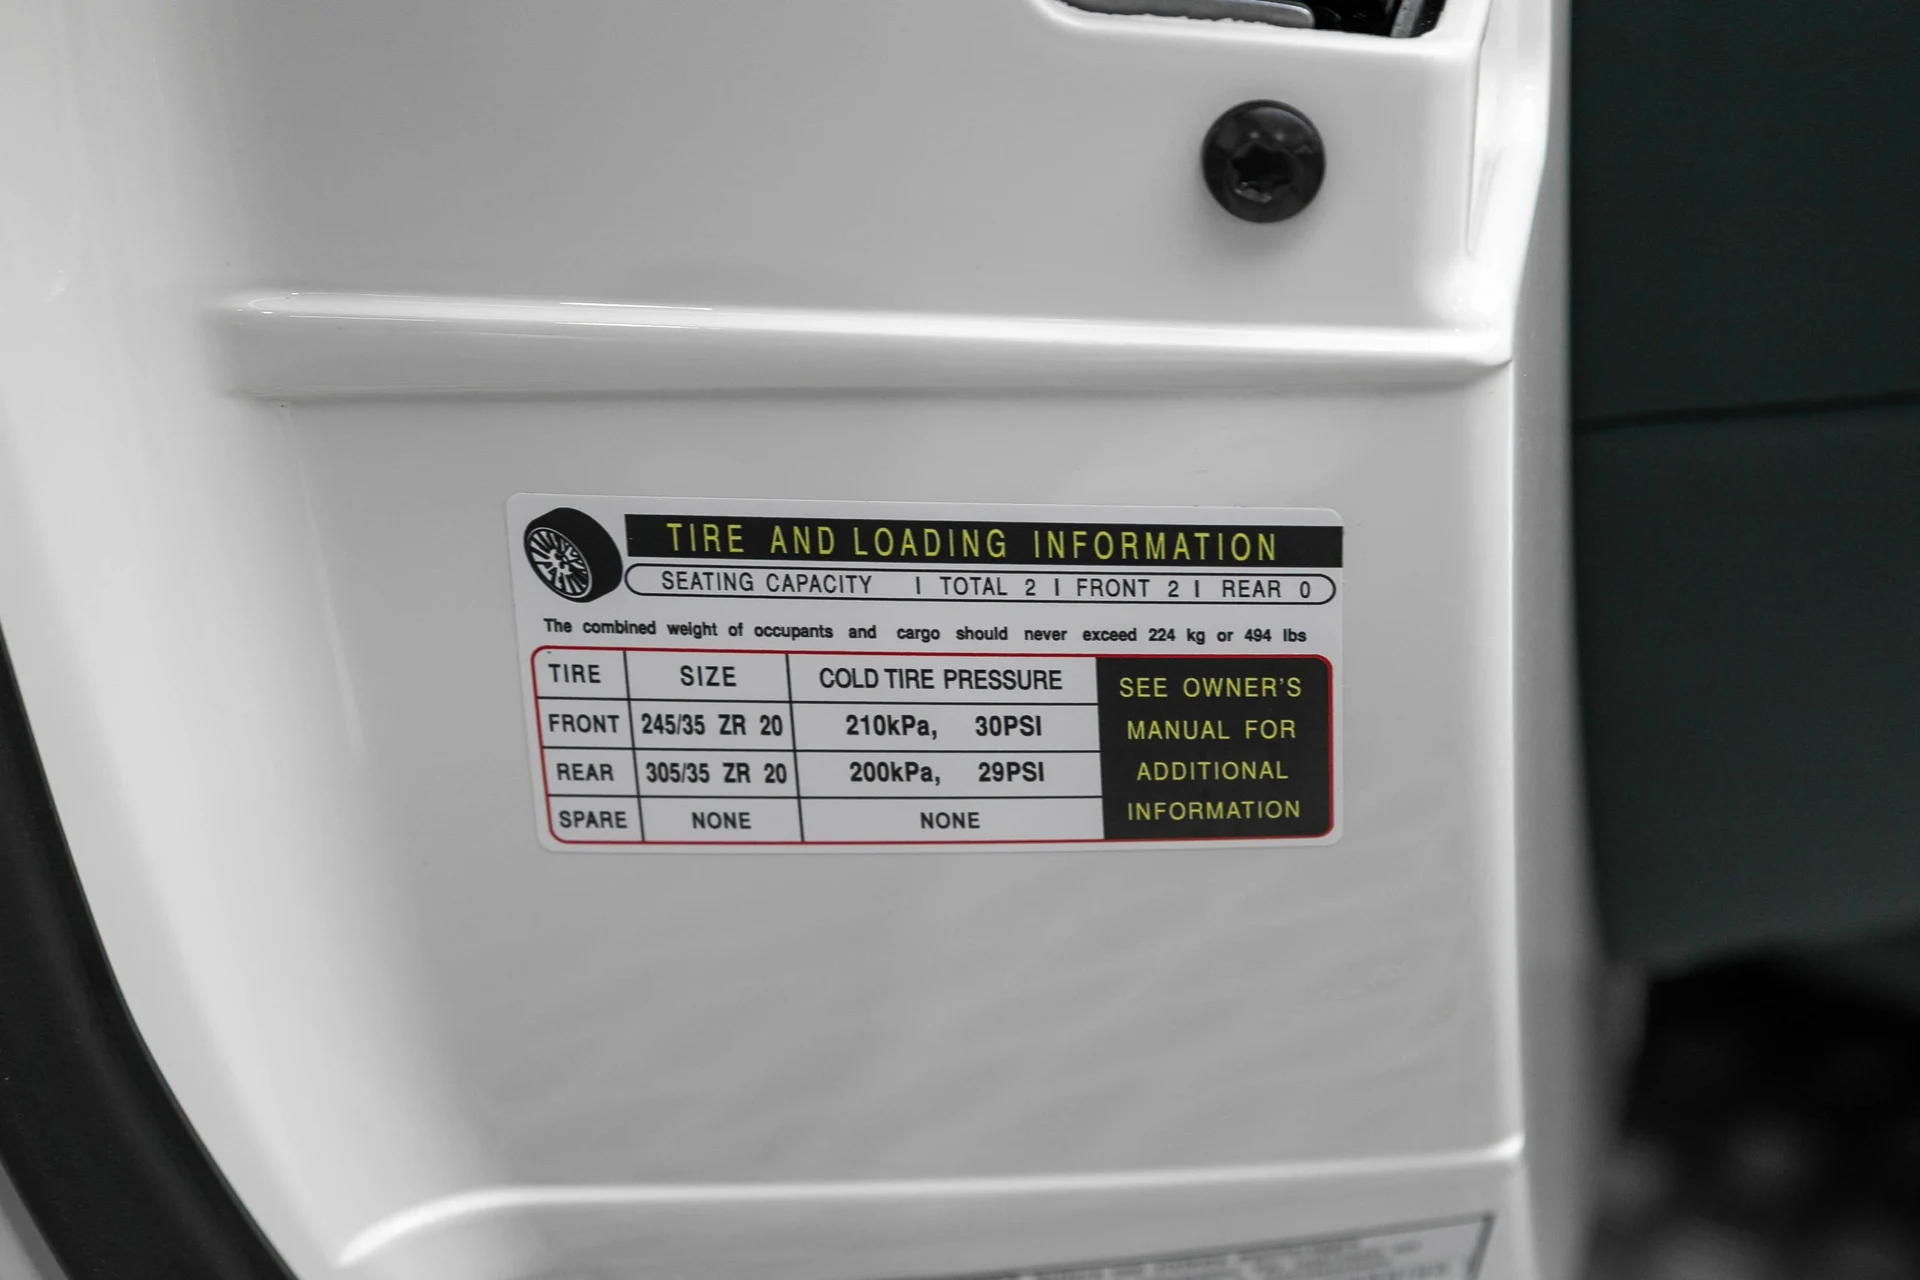 TIRE AND LOADING INFORMATION
SEATING CAPACITY | TOTAL 2 | FRONT 2 | REAR 0
The combined weight of occupants and cargo should never exceed 224 kg or 494 lbs
TIRE SIZE COLD TIRE PRESSURE
FRONT 245/35 ZR 20 210kPa, 30PSI
REAR 305/35 ZR 20 200kPa, 29PSI
SPARE NONE NONE
SEE OWNER'S
MANUAL FOR
ADDITIONAL
INFORMATION